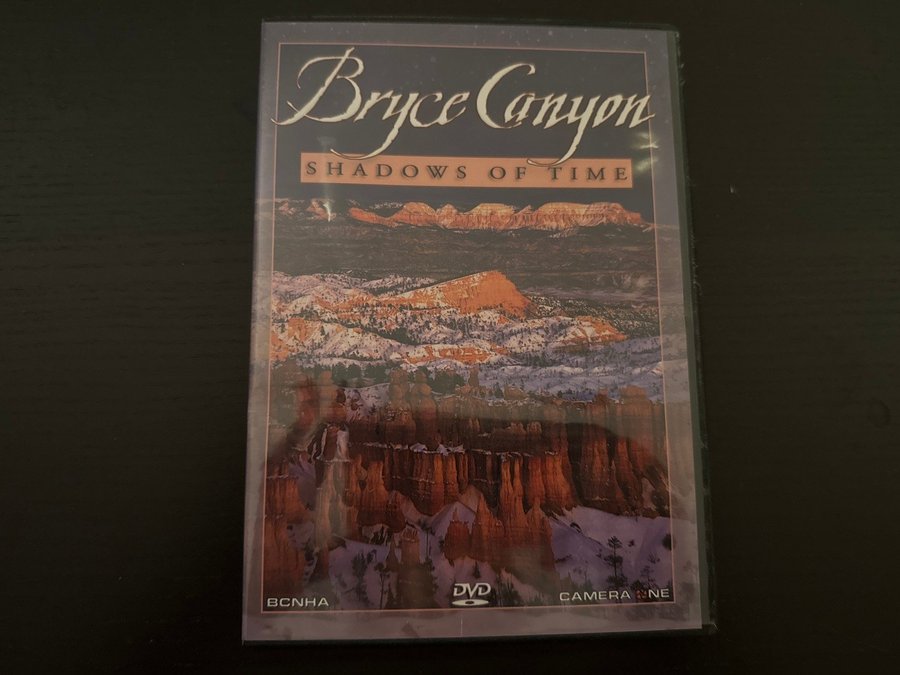 Bryce Canyon
SHADOWS OF TIME
BCNHA
DVD
CAMERA ONE